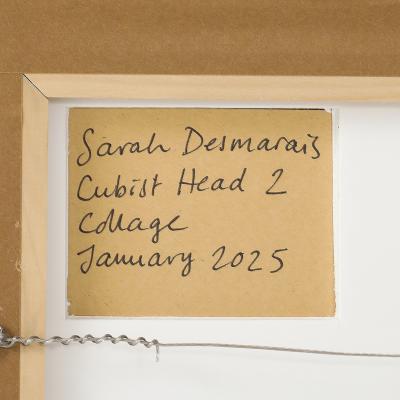 Sarah Desmarais
Cubist Head 2
Collage
January 2025